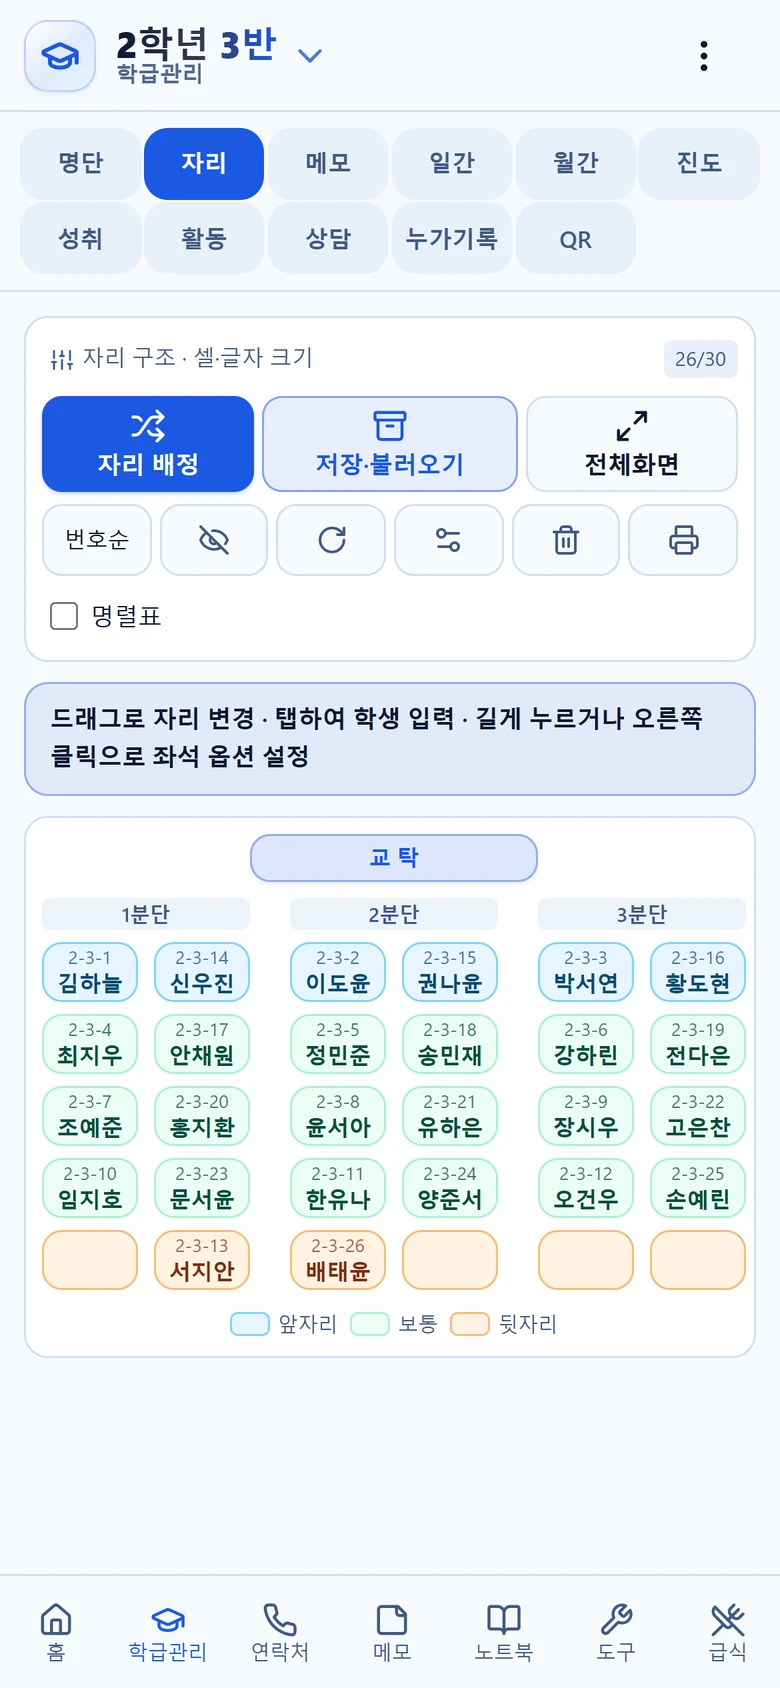 2학년 3반
학급관리
명단 자리 메모 일간 월간 진도
성취 활동 상담 누가기록 QR
자리 구조 · 셀·글자 크기 26/30
자리 배정 저장·불러오기 전체화면
번호순
명렬표
드래그로 자리 변경 · 탭하여 학생 입력 · 길게 누르거나 오른쪽
클릭으로 좌석 옵션 설정
교 탁
1분단 2분단 3분단
2-3-1 2-3-14 2-3-2 2-3-15 2-3-3 2-3-16
김하늘 신우진 이도윤 권나윤 박서연 황도현
2-3-4 2-3-17 2-3-5 2-3-18 2-3-6 2-3-19
최지우 안채원 정민준 송민재 강하린 전다은
2-3-7 2-3-20 2-3-8 2-3-21 2-3-9 2-3-22
조예준 홍지환 윤서아 유하은 장시우 고은찬
2-3-10 2-3-23 2-3-11 2-3-24 2-3-12 2-3-25
임지호 문서윤 한유나 양준서 오건우 손예린
2-3-13 2-3-26
서지안 배태윤
앞자리 보통 뒷자리
홈 학급관리 연락처 메모 노트북 도구 급식